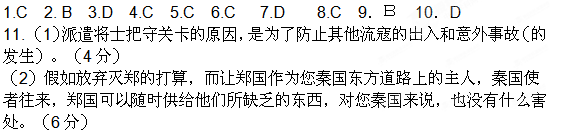 1.C 2. B 3.D 4.C 5.C 6.C 7.D 8.C 9. B 10. D
11. (1)派遣将士把守关卡的原因，是为了防止其他流寇的出入和意外事故（的
发生）。（4分）
（2）假如放弃灭郑的打算，而让郑国作为您秦国东方道路上的主人，秦国使
者往来，郑国可以随时供给他们所缺乏的东西，对您秦国来说，也没有什么害
处。（6分）